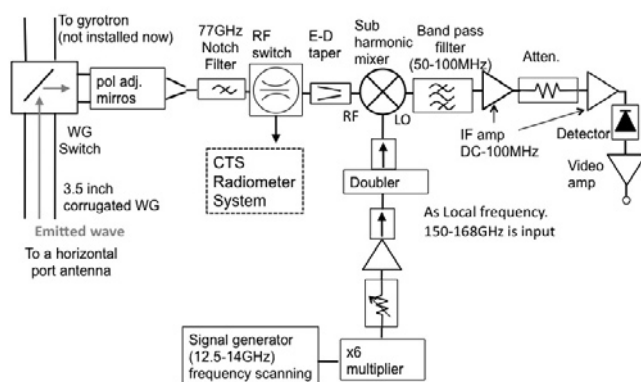 To gyrotron
(not installed now)
77GHz
Notch
Filter
RF
switch
E-D
taper
Sub
harmonic
mixer
Band pass
fillter
(50-100MHz)
Atten.
pol adj.
mirros
RF
LO
WG
Switch
IF amp
DC-100MHz
Detector
Video
amp
CTS
Radiometer
System
Doubler
3.5 inch
corrugated WG
As Local frequency.
150-168GHz is input
Emitted wave
To a horizontal
port antenna
Signal generator
(12.5-14GHz)
frequency scanning
x6
multiplier